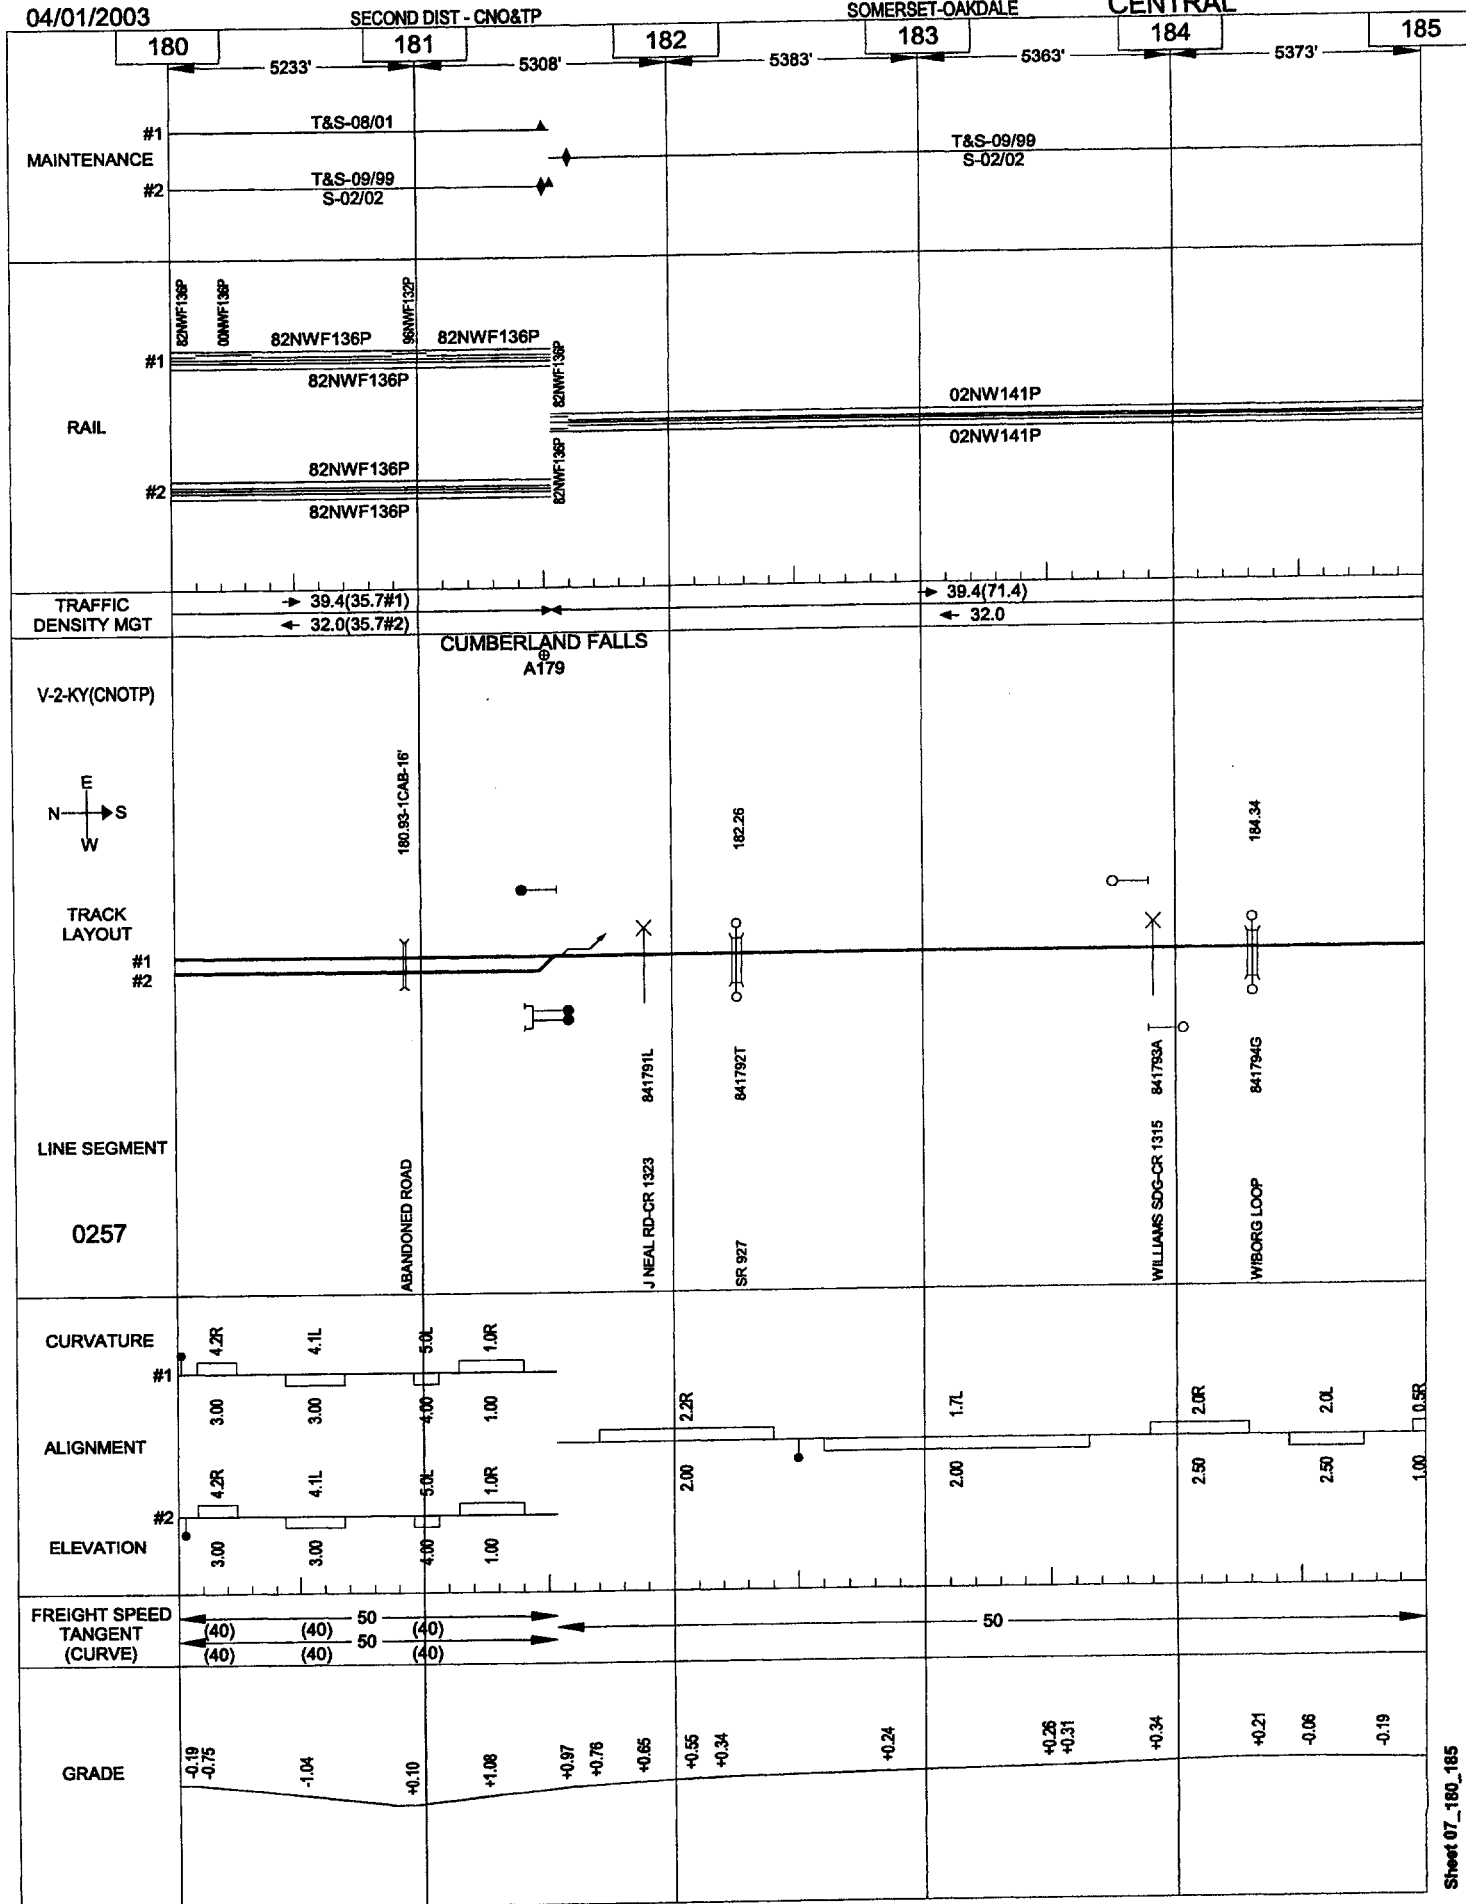 04/01/2003
SECOND DIST - CNO&TP
SOMERSET-OAKDALE
CENTRAL
180
181
182
183
184
185
5233'
5308'
5383'
5363'
5373'
MAINTENANCE
#1
T&S-08/01
T&S-09/99
S-02/02
#2
T&S-09/99
S-02/02
RAIL
82NWF136P
00NWF136P
82NWF136P
96NWF132P
82NWF136P
#1
82NWF136P
82NWF136P
02NW141P
02NW141P
82NWF136P
82NWF136P
#2
82NWF136P
TRAFFIC
DENSITY MGT
39.4(35.7#1)
39.4(71.4)
32.0(35.7#2)
32.0
CUMBERLAND FALLS
A179
V-2-KY(CNOTP)
E
N
S
W
180.93-1CAB-16'
182.26
184.34
TRACK
LAYOUT
#1
#2
841791L
841792T
841793A
841794G
LINE SEGMENT
0257
ABANDONED ROAD
J NEAL RD-CR 1323
SR 927
WILLIAMS SDG-CR 1315
WIBORG LOOP
CURVATURE
#1
4.2R
4.1L
5.0L
1.0R
3.00
3.00
4.00
1.00
2.2R
1.7L
2.0R
2.0L
0.5R
ALIGNMENT
2.00
2.00
2.50
2.50
1.00
4.2R
4.1L
5.0L
1.0R
#2
ELEVATION
3.00
3.00
4.00
1.00
FREIGHT SPEED
TANGENT
(CURVE)
50
(40)
(40)
(40)
50
(40)
(40)
(40)
50
GRADE
-0.19
-0.75
-1.04
+0.10
+1.08
+0.97
+0.76
+0.65
+0.55
+0.34
+0.24
+0.26
+0.31
+0.34
+0.21
-0.06
-0.19
Sheet 07_180_185